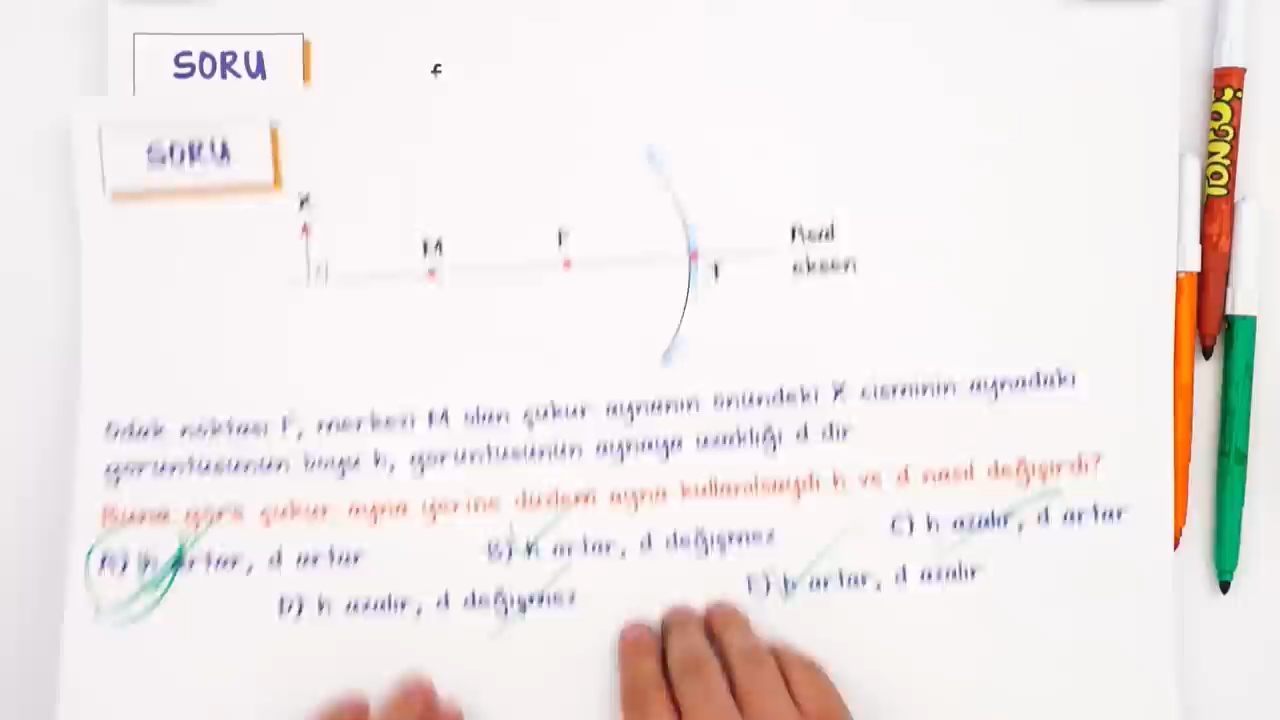 SORU
f
SORU
X
M
F
T
Asal
eksen
Odak noktası F, merkezi M olan çukur aynanın önündeki X cisminin aynadaki
görüntüsünün boyu h, görüntüsünün aynaya uzaklığı d dir
Buna göre çukur ayna yerine düzlem ayna kullanılsaydı h ve d nasıl değişirdi?
A) h artar, d artar B) h artar, d değişmez C) h azalır, d artar
D) h azalır, d değişmez E) h artar, d azalır
TONGUÇ